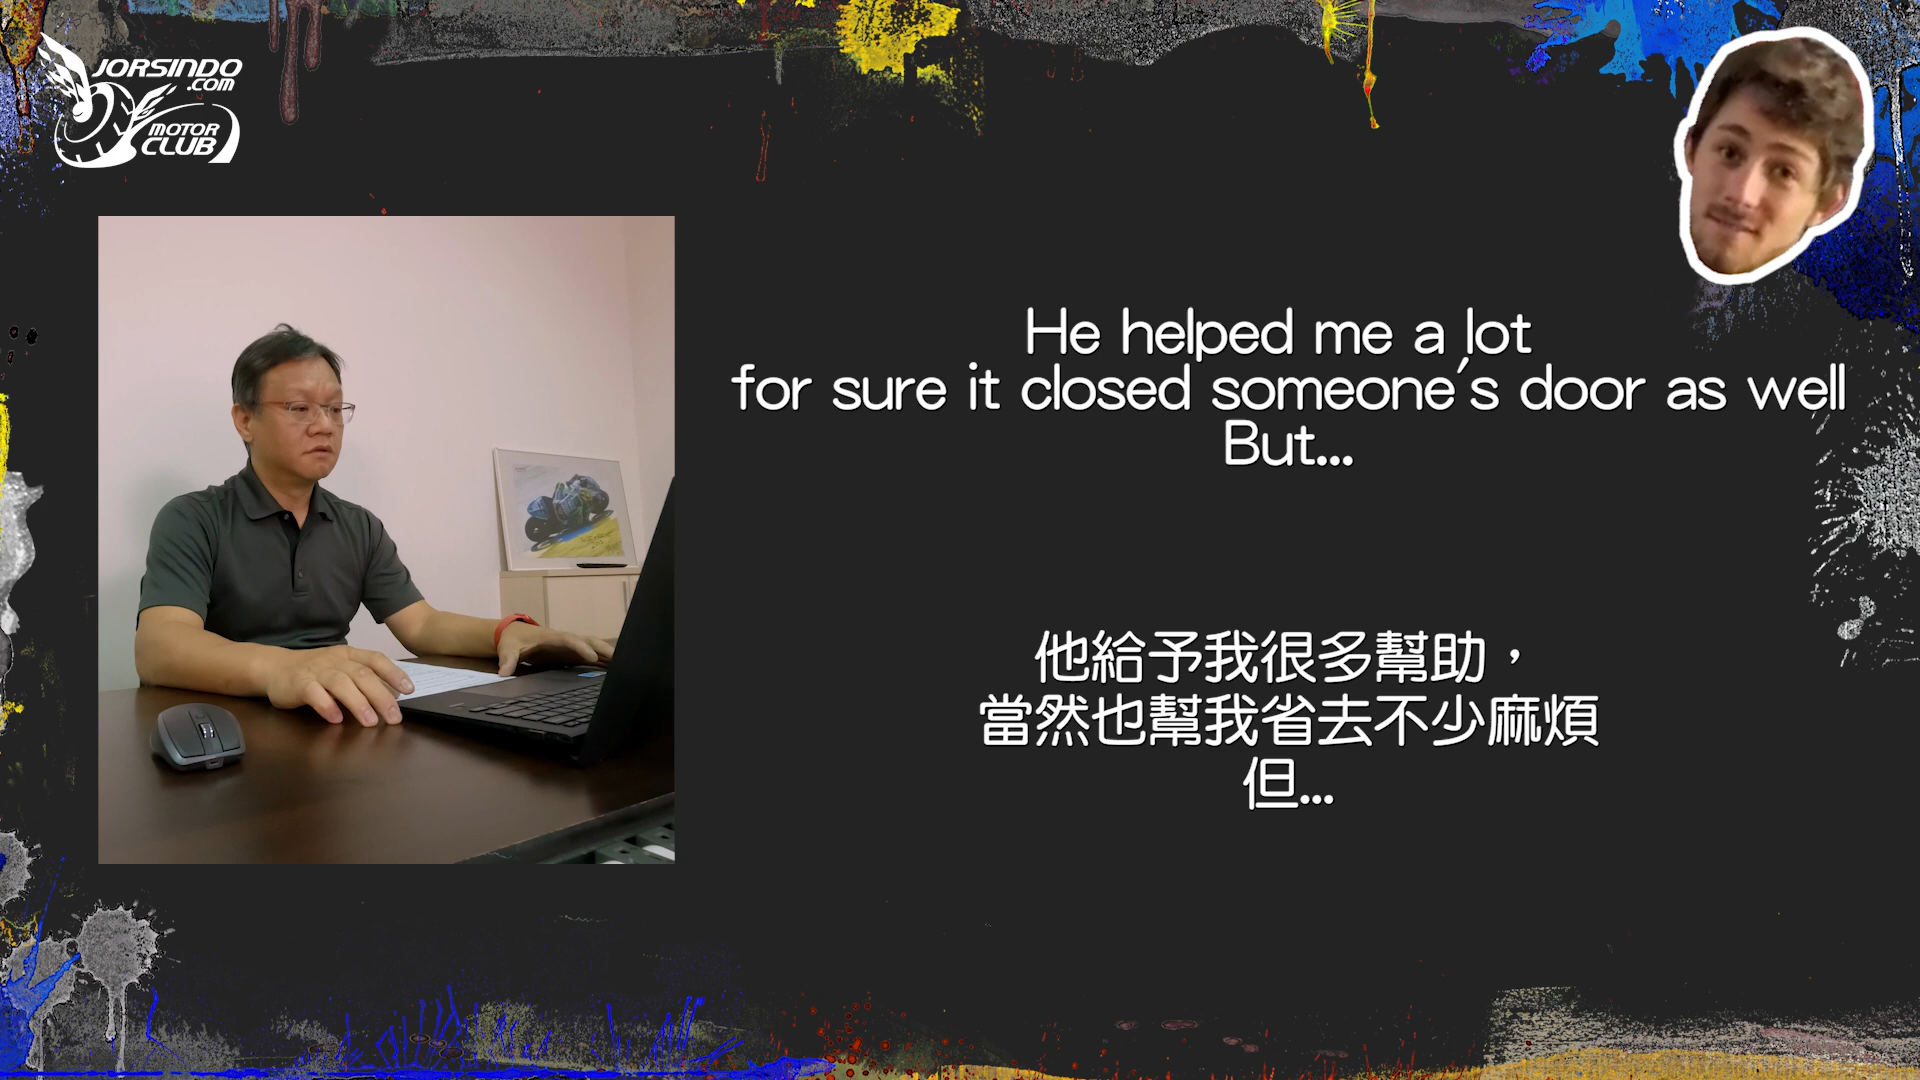 JORSINDO
.COM
MOTOR
CLUB
He helped me a lot
for sure it closed someone's door as well
But...
他給予我很多幫助，
當然也幫我省去不少麻煩
但...